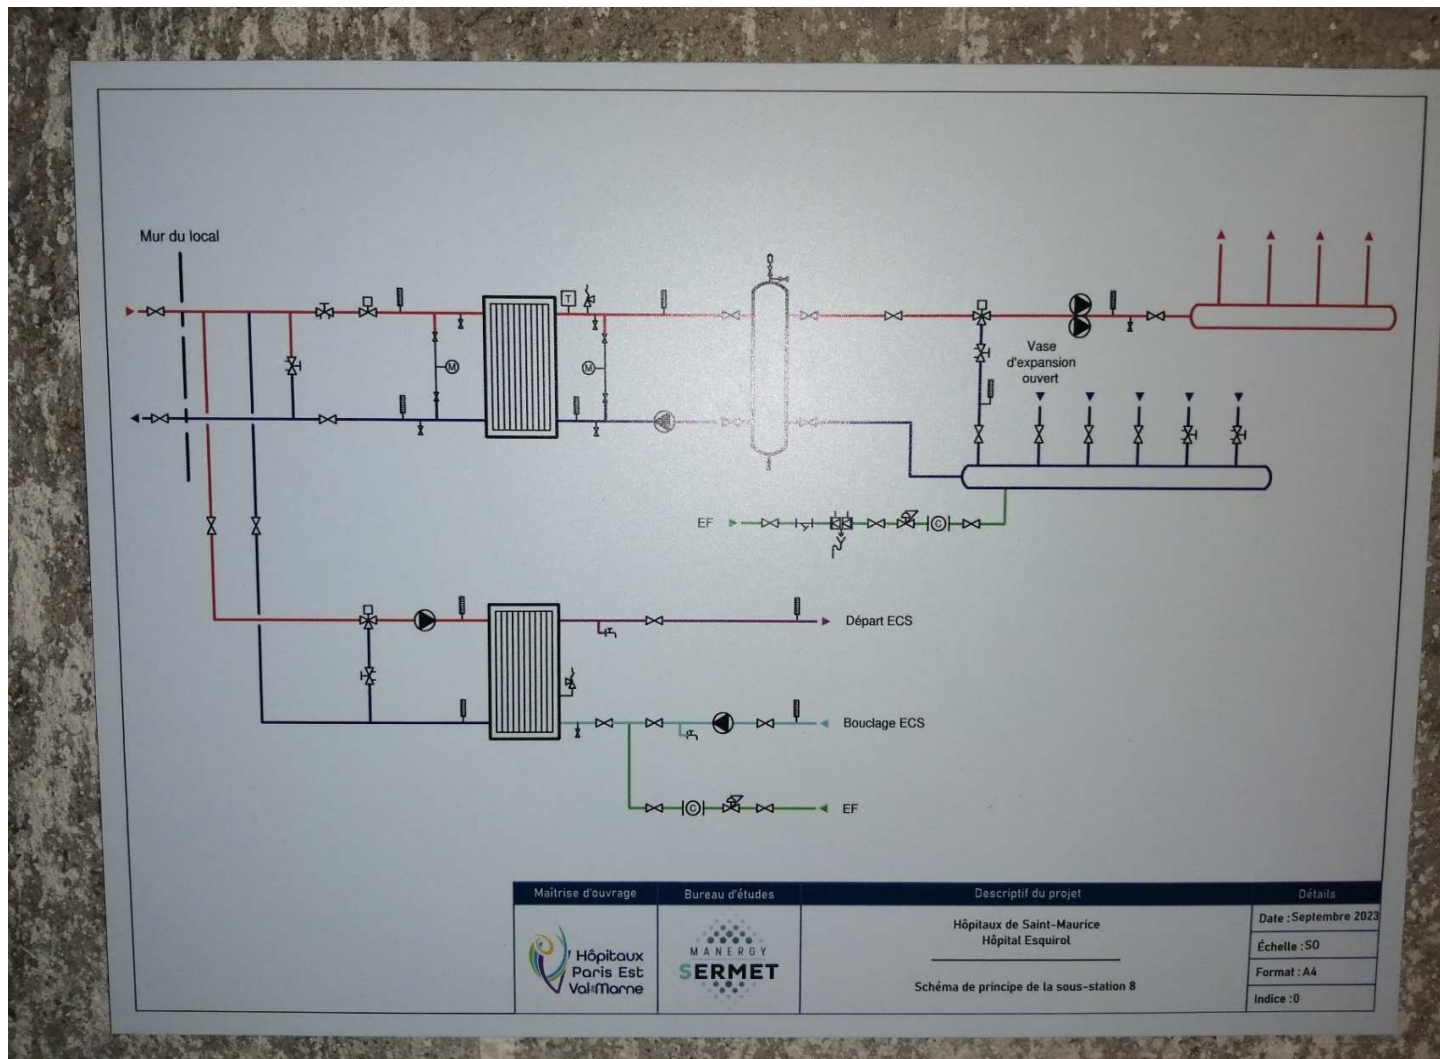 Mur du local
T
M
M
Vase
d'expansion
ouvert
EF
C
Départ ECS
Bouclage ECS
C
EF
Maîtrise d'ouvrage
Bureau d'études
Descriptif du projet
Détails
Hôpitaux
Paris Est
Val de Marne
MANERGY
SERMET
Hôpitaux de Saint-Maurice
Hôpital Esquirol
Schéma de principe de la sous-station 8
Date : Septembre 2023
Échelle : SO
Format : A4
Indice : 0